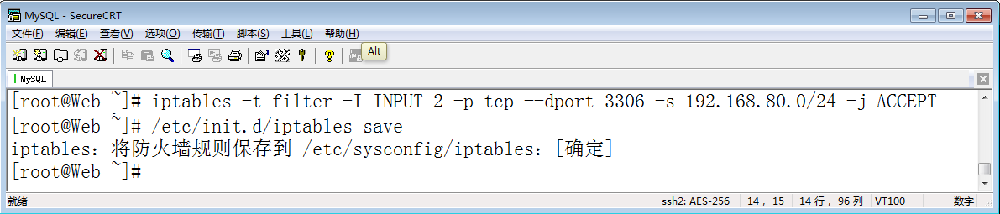 MySQL - SecureCRT
文件(F) 编辑(E) 查看(V) 选项(O) 传输(T) 脚本(S) 工具(L) 帮助(H)
Alt
MySQL
[root@Web ~]# iptables -t filter -I INPUT 2 -p tcp --dport 3306 -s 192.168.80.0/24 -j ACCEPT
[root@Web ~]# /etc/init.d/iptables save
iptables：将防火墙规则保存到 /etc/sysconfig/iptables：[确定]
[root@Web ~]#
就绪 ssh2: AES-256 14, 15 14 行, 96 列 VT100 数字